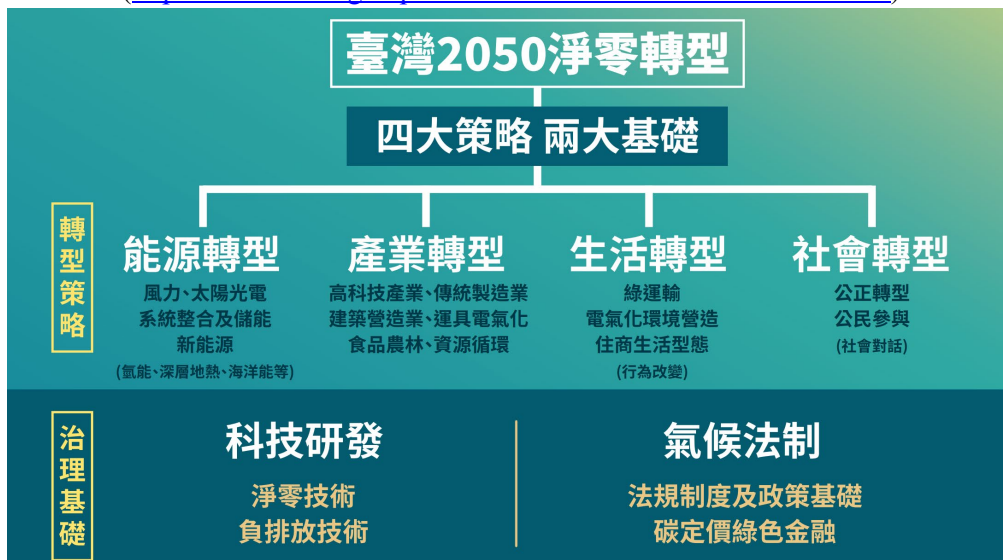 臺灣2050淨零轉型
四大策略 兩大基礎
轉型策略
能源轉型
風力、太陽光電
系統整合及儲能
新能源
(氫能、深層地熱、海洋能等)
產業轉型
高科技產業、傳統製造業
建築營造業、運具電氣化
食品農林、資源循環
生活轉型
綠運輸
電氣化環境營造
住商生活型態
(行為改變)
社會轉型
公正轉型
公民參與
(社會對話)
治理基礎
科技研發
淨零技術
負排放技術
氣候法制
法規制度及政策基礎
碳定價綠色金融